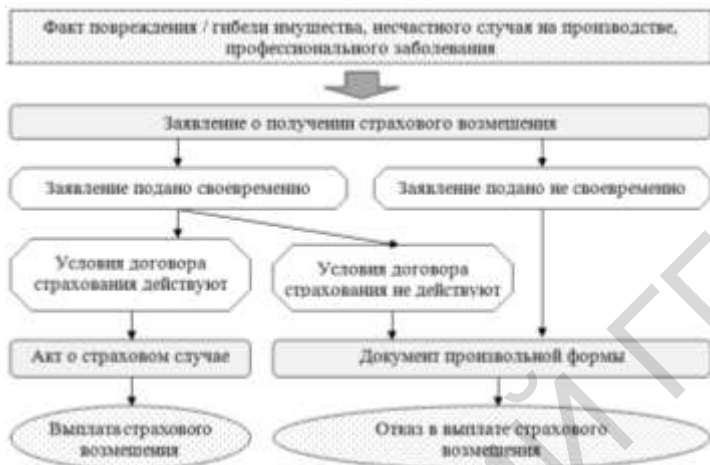 Факт повреждения / гибели имущества, несчастного случая на производстве,
профессионального заболевания
Заявление о получении страхового возмещения
Заявление подано своевременно
Заявление подано не своевременно
Условия договора
страхования действуют
Условия договора
страхования не действуют
Акт о страховом случае
Документ произвольной формы
Выплата страхового
возмещения
Отказ в выплате страхового
возмещения